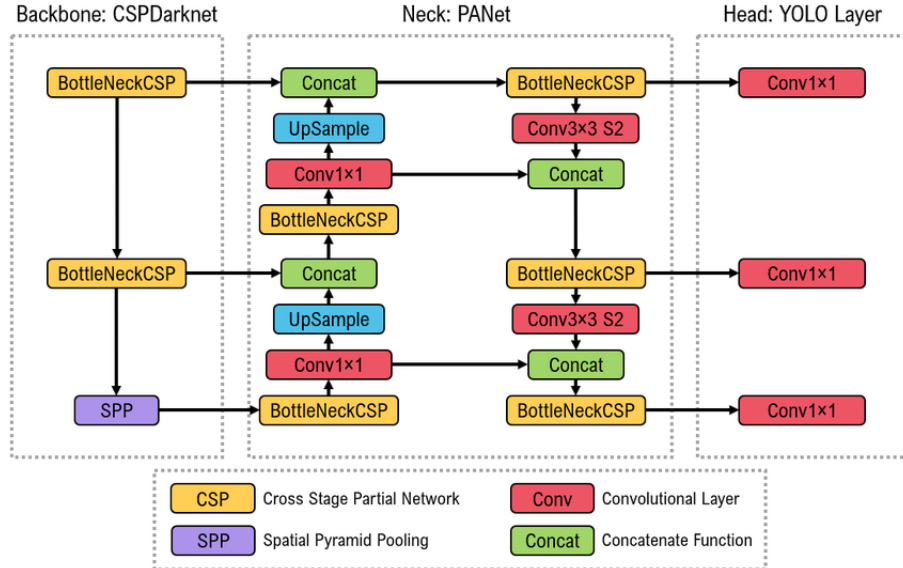 Backbone: CSPDarknet
Neck: PANet
Head: YOLO Layer
BottleNeckCSP
Concat
BottleNeckCSP
Conv1×1
UpSample
Conv3×3 S2
Conv1×1
Concat
BottleNeckCSP
BottleNeckCSP
Concat
BottleNeckCSP
Conv1×1
UpSample
Conv3×3 S2
Conv1×1
Concat
SPP
BottleNeckCSP
BottleNeckCSP
Conv1×1
CSP
Cross Stage Partial Network
Conv
Convolutional Layer
SPP
Spatial Pyramid Pooling
Concat
Concatenate Function